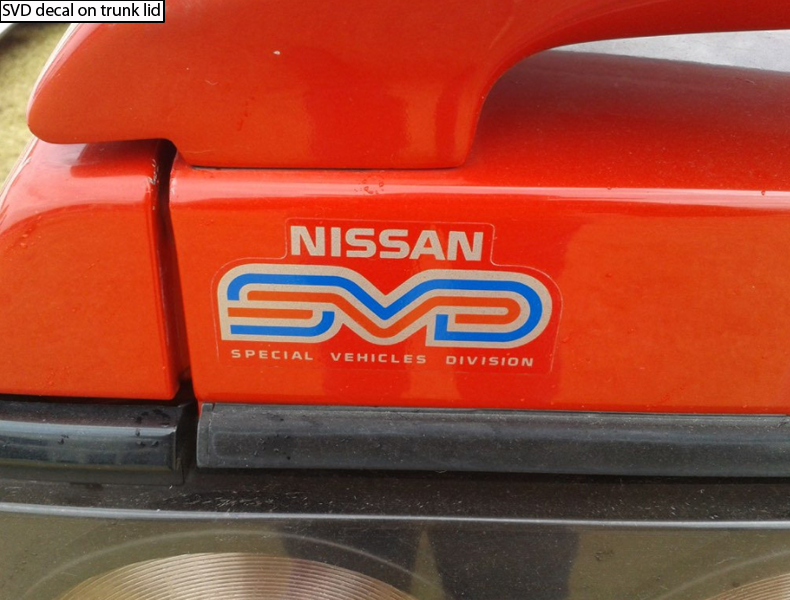 SVD decal on trunk lid
NISSAN
SVD
SPECIAL VEHICLES DIVISION